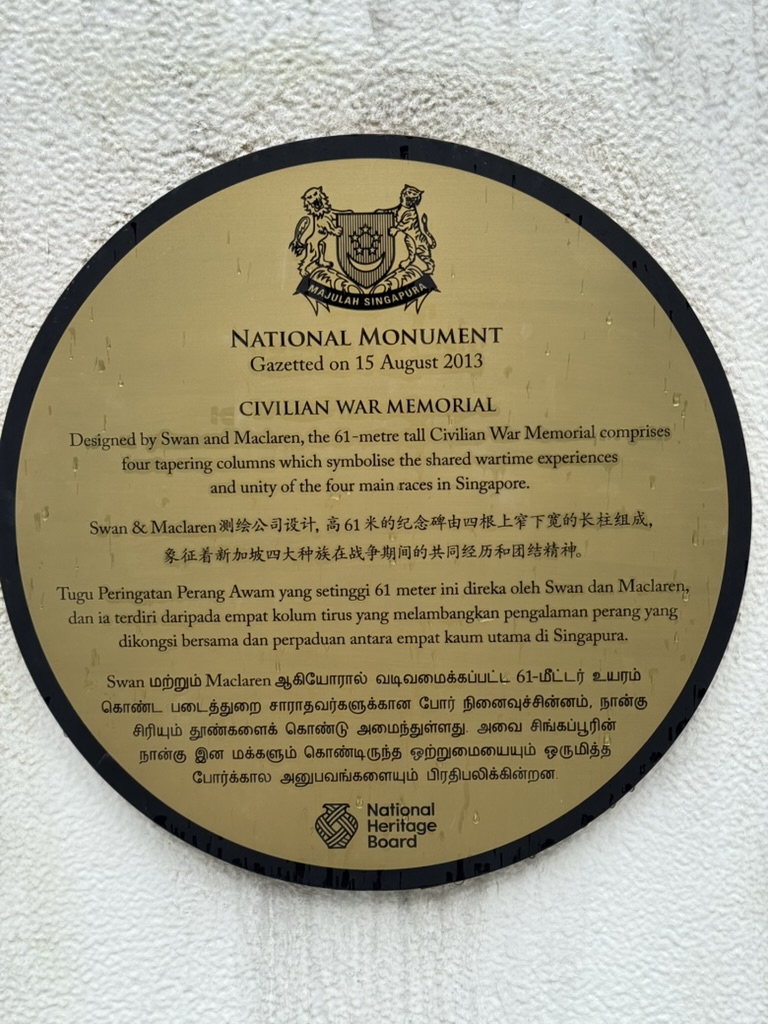 MAJULAH SINGAPURA
NATIONAL MONUMENT
Gazetted on 15 August 2013
CIVILIAN WAR MEMORIAL
Designed by Swan and Maclaren, the 61-metre tall Civilian War Memorial comprises
four tapering columns which symbolise the shared wartime experiences
and unity of the four main races in Singapore.
Swan & Maclaren测绘公司设计, 高61米的纪念碑由四根上窄下宽的长柱组成,
象征着新加坡四大种族在战争期间的共同经历和团结精神。
Tugu Peringatan Perang Awam yang setinggi 61 meter ini direka oleh Swan dan Maclaren,
dan ia terdiri daripada empat kolum tirus yang melambangkan pengalaman perang yang
dikongsi bersama dan perpaduan antara empat kaum utama di Singapura.
Swan மற்றும் Maclaren ஆகியோரால் வடிவமைக்கப்பட்ட 61-மீட்டர் உயரம்
கொண்ட படைத்துறை சாராதவர்களுக்கான போர் நினைவுச்சின்னம், நான்கு
சிரியும் தூண்களைக் கொண்டு அமைந்துள்ளது. அவை சிங்கப்பூரின்
நான்கு இன மக்களும் கொண்டிருந்த ஒற்றுமையையும் ஒருமித்த
போர்க்கால அனுபவங்களையும் பிரதிபலிக்கின்றன.
National
Heritage
Board